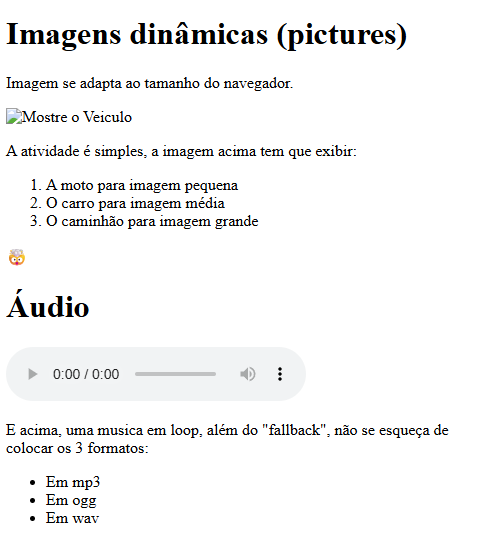 Imagens dinâmicas (pictures)
Imagem se adapta ao tamanho do navegador.
Mostre o Veiculo
A atividade é simples, a imagem acima tem que exibir:
1. A moto para imagem pequena
2. O carro para imagem média
3. O caminhão para imagem grande
🤯
Áudio
0:00 / 0:00
E acima, uma musica em loop, além do "fallback", não se esqueça de
colocar os 3 formatos:
• Em mp3
• Em ogg
• Em wav